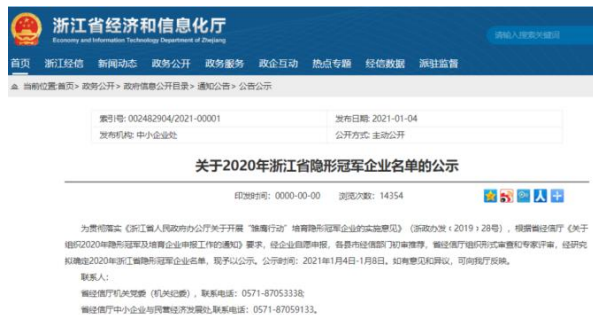 浙江省经济和信息化厅
Economy and Information Technology Department of Zhejiang
请输入搜索关键词
首页 浙江经信 新闻动态 政务公开 政务服务 政企互动 热点专题 经信数据 派驻监督
当前位置:首页> 政务公开> 政府信息公开目录> 通知公告> 公告公示
索引号: 002482904/2021-00001 发布日期: 2021-01-04
发布机构: 中小企业处 公开方式: 主动公开
关于2020年浙江省隐形冠军企业名单的公示
印发时间: 0000-00-00 浏览次数: 14354
为贯彻落实《浙江省人民政府办公厅关于开展“雏鹰行动”培育隐形冠军企业的实施意见》(浙政办发〔2019〕28号),根据省经信厅《关于
组织2020年隐形冠军及培育企业申报工作的通知》要求,经企业自愿申报、各县市经信部门初审推荐,省经信厅组织形式审查和专家评审,经研究
拟确定2020年浙江省隐形冠军企业名单,现予以公示。公示时间:2021年1月4日-1月8日。如有意见和异议,可向我厅反映。
联系人:
省经信厅机关党委(机关纪委),联系电话:0571-87053338;
省经信厅中小企业与民营经济发展处,联系电话:0571-87059133。